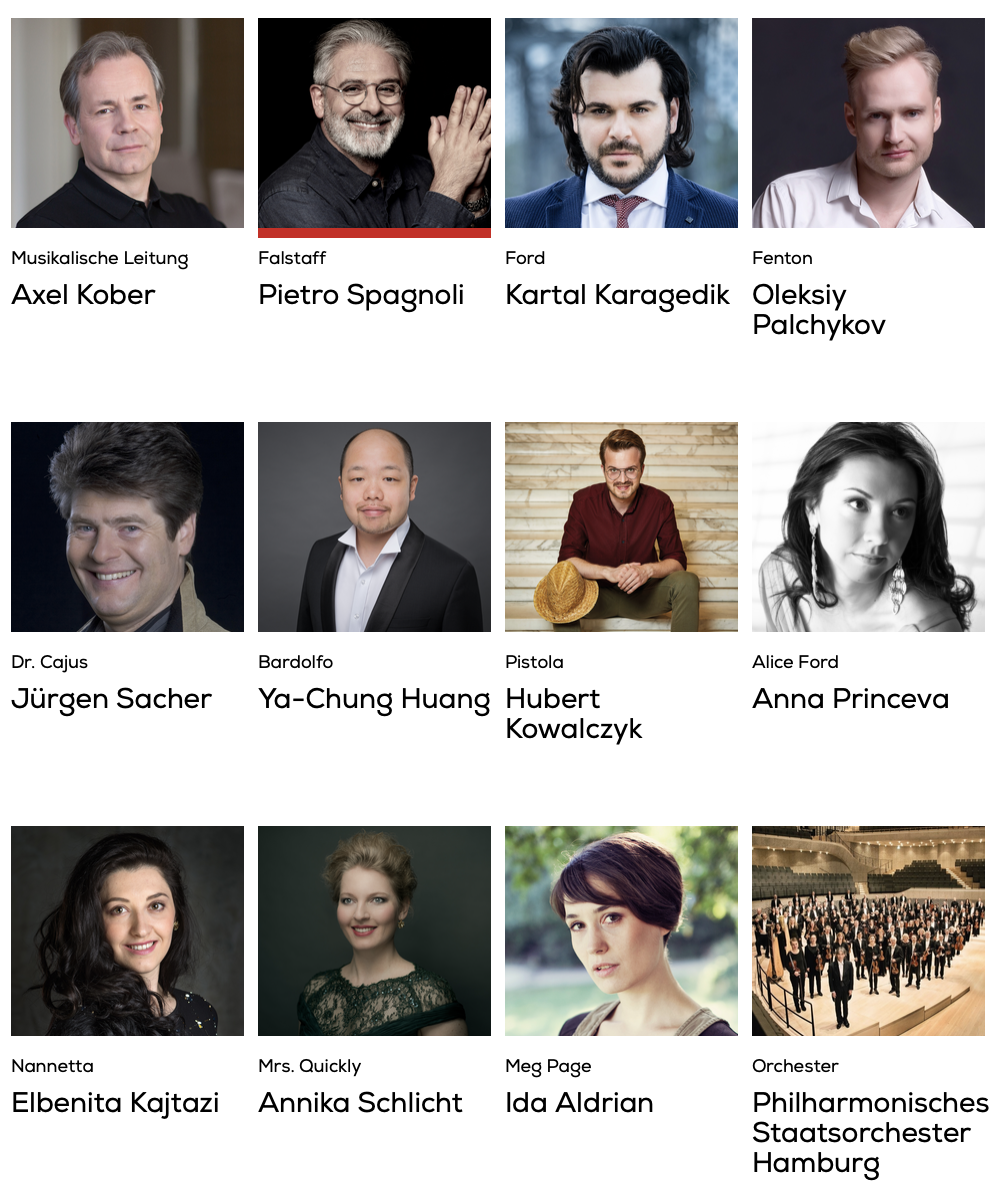 Musikalische Leitung
Axel Kober
Falstaff
Pietro Spagnoli
Ford
Kartal Karagedik
Fenton
Oleksiy
Palchykov
Dr. Cajus
Jürgen Sacher
Bardolfo
Ya-Chung Huang
Pistola
Hubert
Kowalczyk
Alice Ford
Anna Princeva
Nannetta
Elbenita Kajtazi
Mrs. Quickly
Annika Schlicht
Meg Page
Ida Aldrian
Orchester
Philharmonisches
Staatsorchester
Hamburg